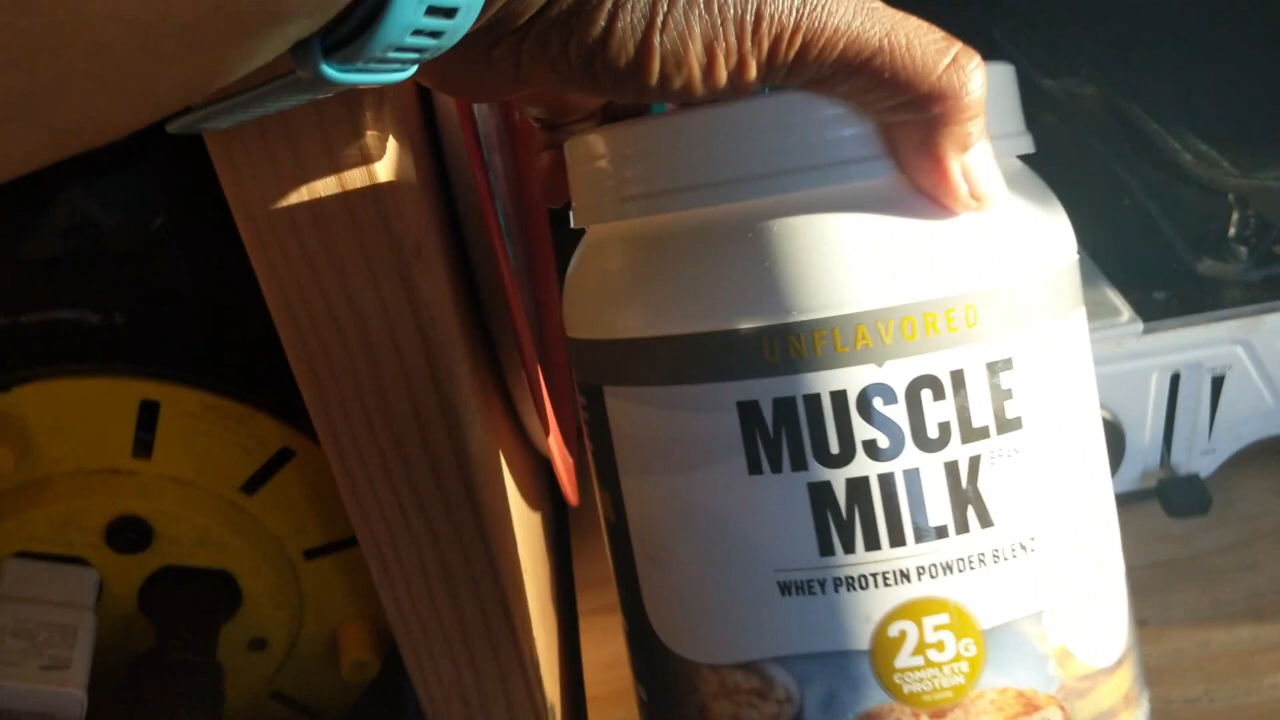 UNFLAVORED
MUSCLE
MILK
WHEY PROTEIN POWDER BLEND
25G
COMPLETE
PROTEIN